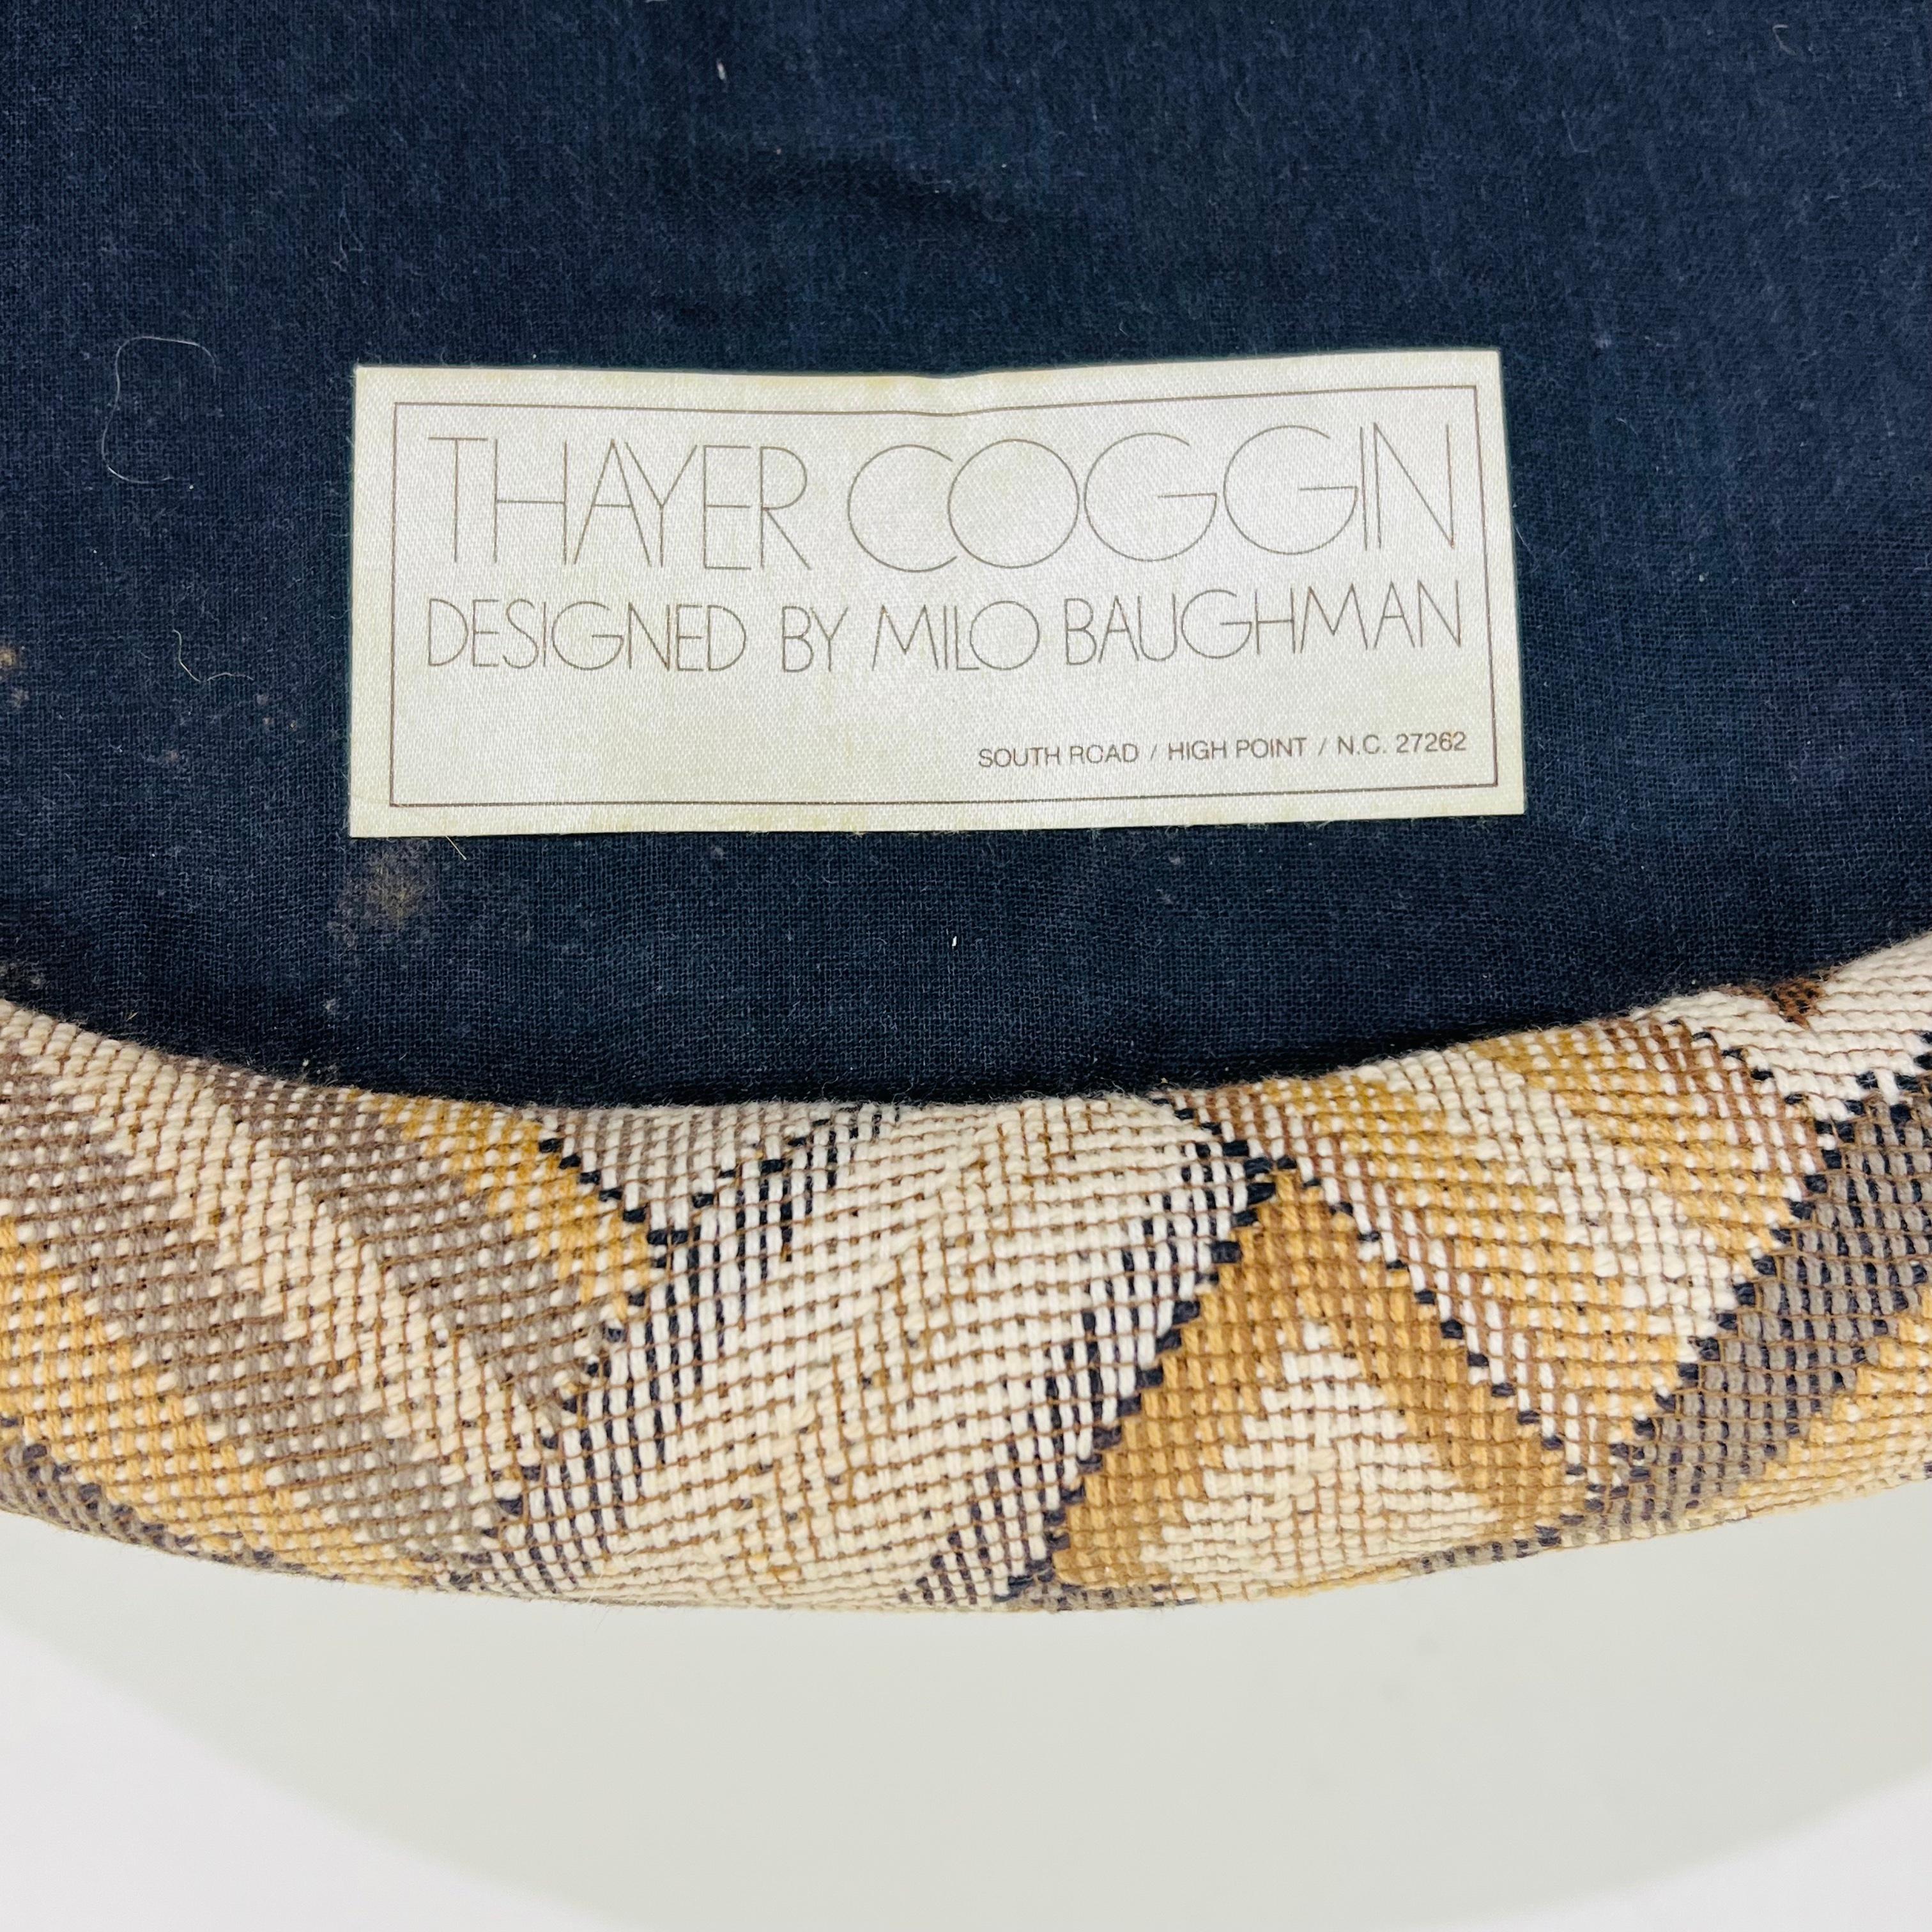 THAYER COGGIN
DESIGNED BY MILO BAUGHMAN
SOUTH ROAD / HIGH POINT / N.C. 27262